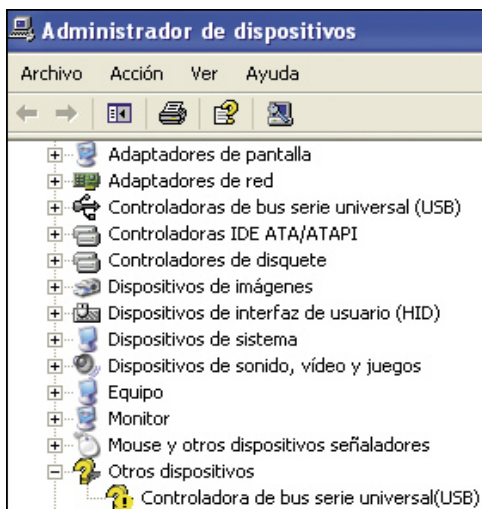 Administrador de dispositivos
Archivo Acción Ver Ayuda
Adaptadores de pantalla
Adaptadores de red
Controladoras de bus serie universal (USB)
Controladoras IDE ATA/ATAPI
Controladores de disquete
Dispositivos de imágenes
Dispositivos de interfaz de usuario (HID)
Dispositivos de sistema
Dispositivos de sonido, vídeo y juegos
Equipo
Monitor
Mouse y otros dispositivos señaladores
Otros dispositivos
Controladora de bus serie universal(USB)